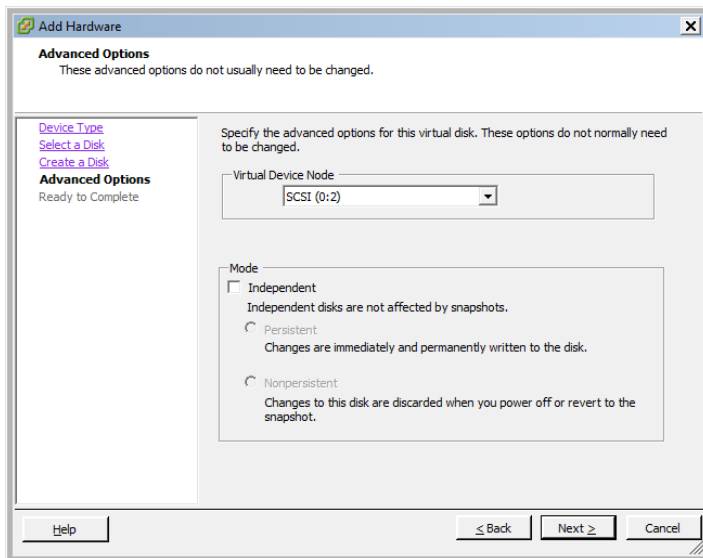 Add Hardware
Advanced Options
These advanced options do not usually need to be changed.
Device Type
Select a Disk
Create a Disk
Advanced Options
Ready to Complete
Specify the advanced options for this virtual disk. These options do not normally need
to be changed.
Virtual Device Node
SCSI (0:2)
Mode
Independent
Independent disks are not affected by snapshots.
Persistent
Changes are immediately and permanently written to the disk.
Nonpersistent
Changes to this disk are discarded when you power off or revert to the
snapshot.
Help
< Back
Next >
Cancel